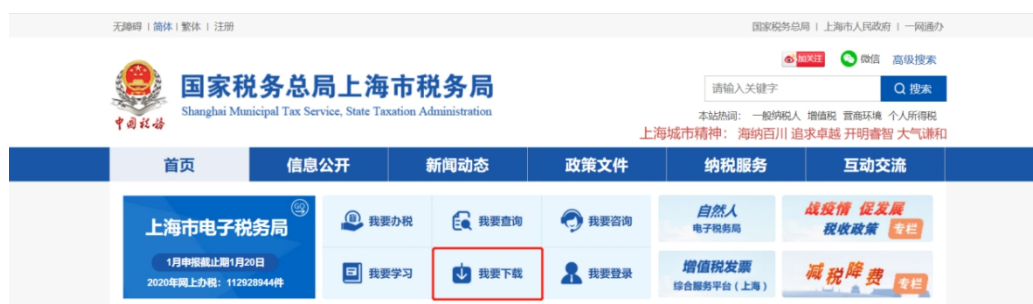 无障碍 | 简体 | 繁体 | 注册
国家税务总局 | 上海市人民政府 | 一网通办
加关注 微信 高级搜索
国家税务总局上海市税务局
Shanghai Municipal Tax Service, State Taxation Administration
中国税务
请输入关键字 搜索
本站热词: 一般纳税人 增值税 营商环境 个人所得税
上海城市精神: 海纳百川 追求卓越 开明睿智 大气谦和
首页 信息公开 新闻动态 政策文件 纳税服务 互动交流
上海市电子税务局
1月申报截止期1月20日
2020年网上办税: 112928944件
我要办税 我要查询 我要咨询
我要学习 我要下载 我要登录
自然人
电子税务局
战疫情 促发展
税收政策 专栏
增值税发票
综合服务平台 (上海)
减税降费 专栏